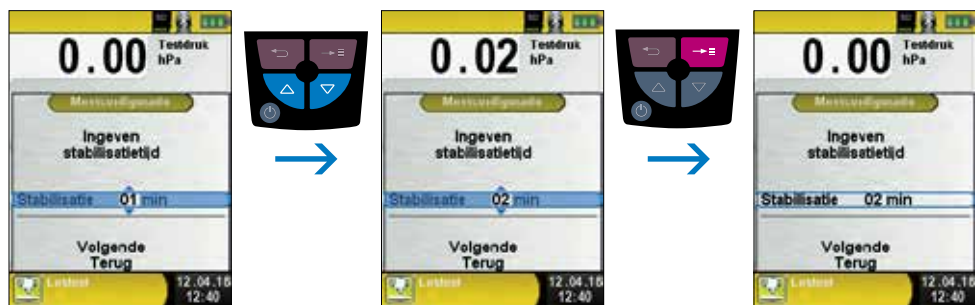 0.00 Testdruk
hPa
Ingeven
stabilisatietijd
Stabilisatie 01 min
Volgende
Terug
Lektest 12.04.16
12:40
0.02 Testdruk
hPa
Ingeven
stabilisatietijd
Stabilisatie 02 min
Volgende
Terug
Lektest 12.04.16
12:40
0.00 Testdruk
hPa
Ingeven
stabilisatietijd
Stabilisatie 02 min
Volgende
Terug
Lektest 12.04.16
12:40